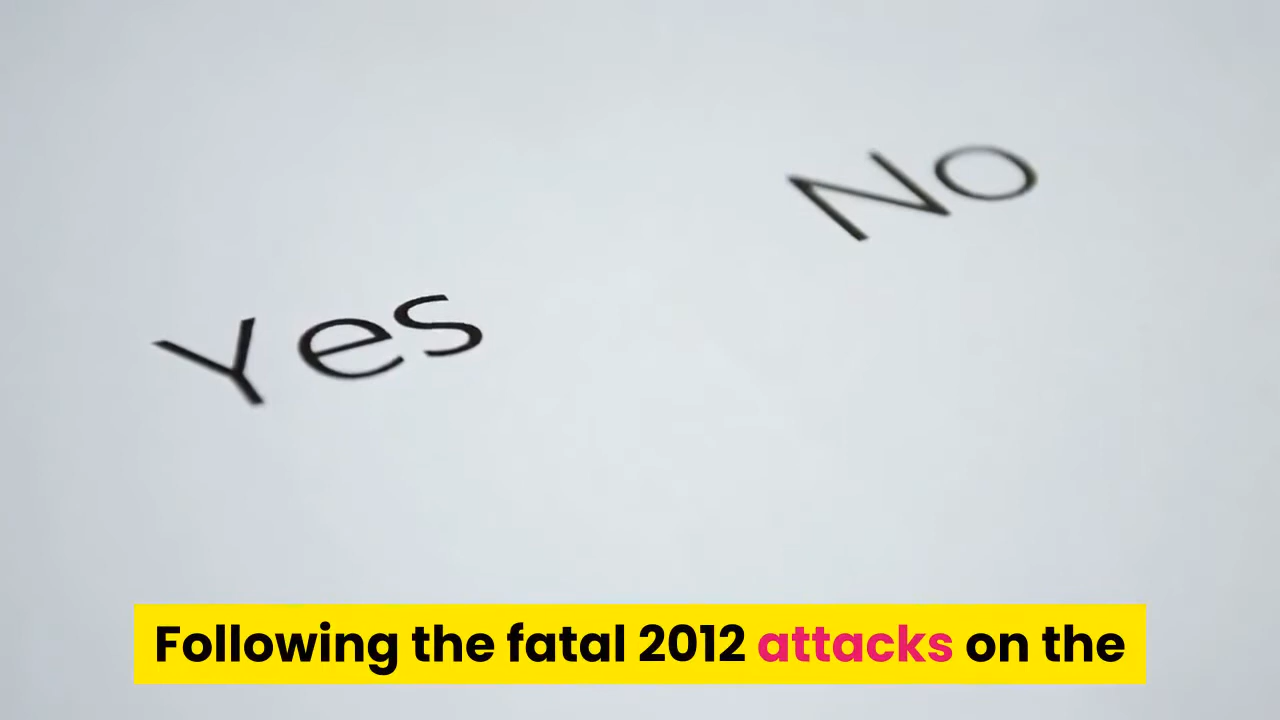 No
Yes
Following the fatal 2012 attacks on the